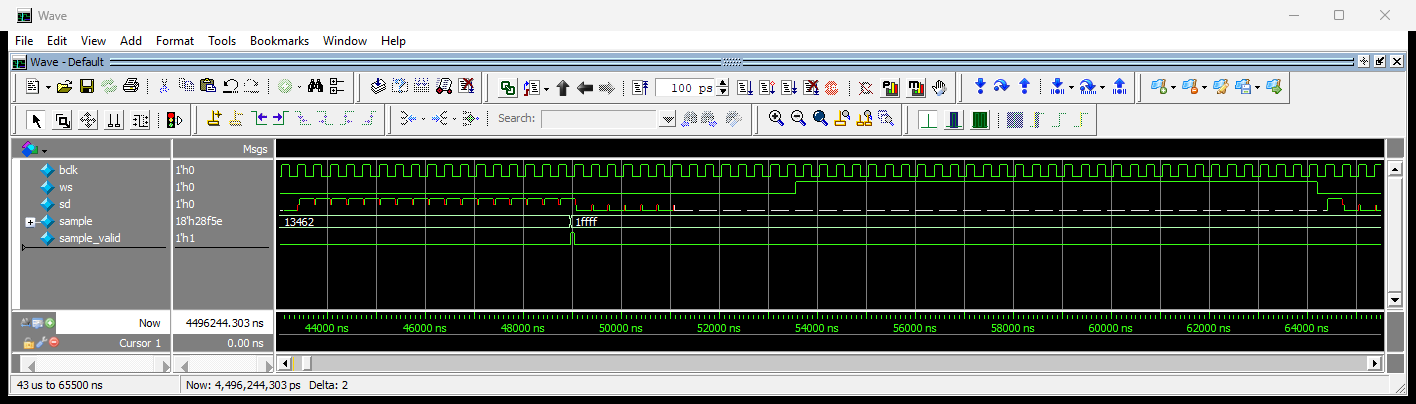 Wave
File Edit View Add Format Tools Bookmarks Window Help
Wave - Default
100 ps
Search:
Msgs
bclk 1'h0
ws 1'h0
sd 1'h0
sample 18'h28f5e 13462 1ffff
sample_valid 1'h1
Now 4496244.303 ns 44000 ns 46000 ns 48000 ns 50000 ns 52000 ns 54000 ns 56000 ns 58000 ns 60000 ns 62000 ns 64000 ns
Cursor 1 0.00 ns
43 us to 65500 ns Now: 4,496,244,303 ps Delta: 2